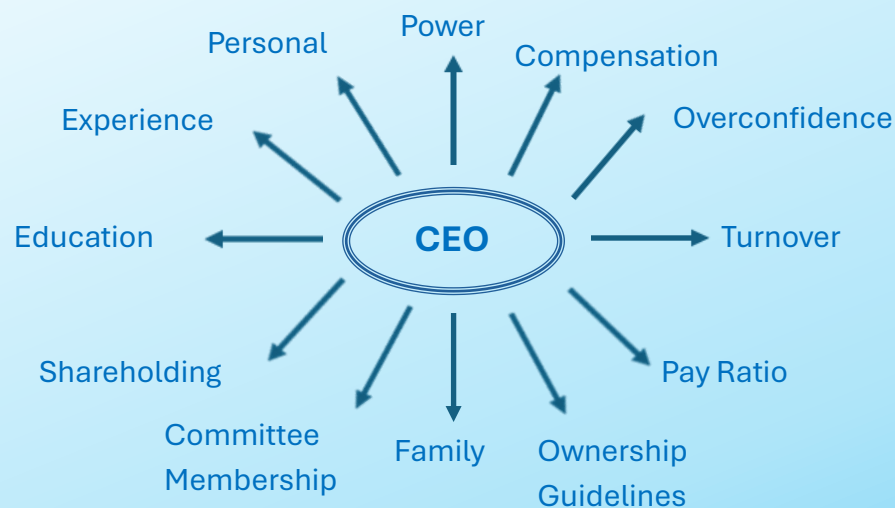 Power
Personal
Compensation
Experience
Overconfidence
Education
CEO
Turnover
Shareholding
Pay Ratio
Committee
Membership
Family
Ownership
Guidelines